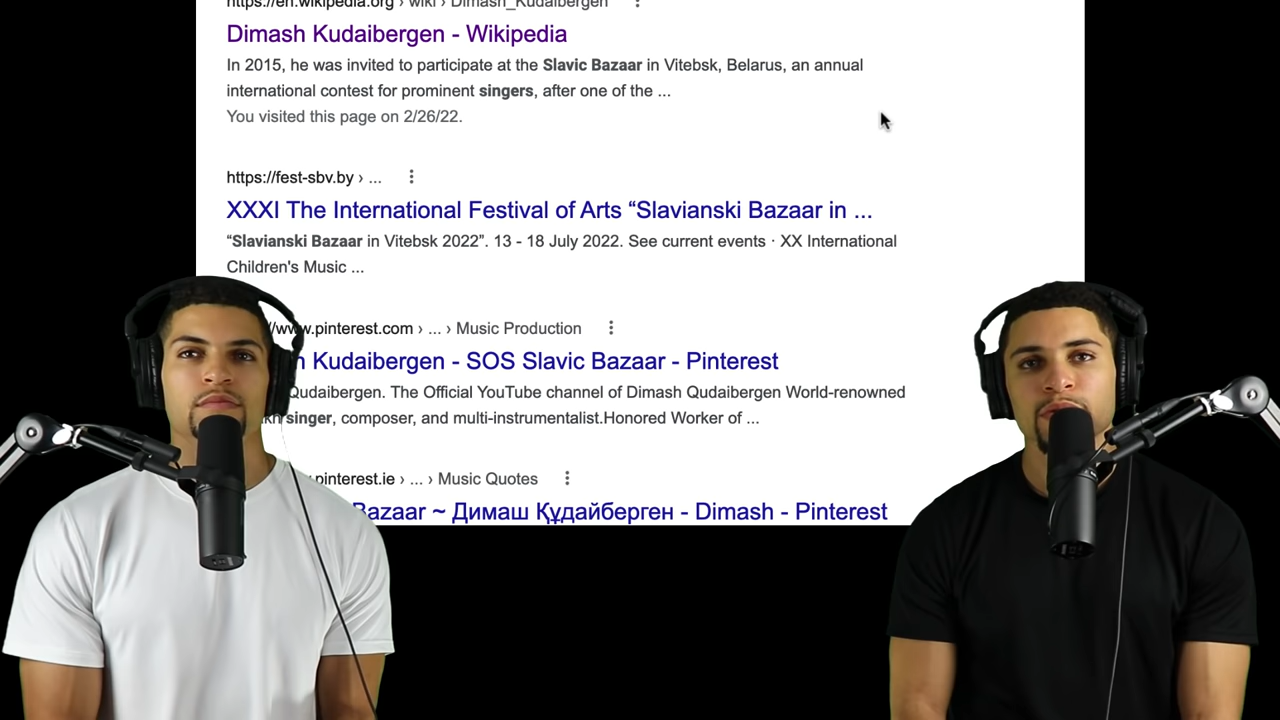 https://en.wikipedia.org › wiki › Dimash_Kudaibergen
Dimash Kudaibergen - Wikipedia
In 2015, he was invited to participate at the Slavic Bazaar in Vitebsk, Belarus, an annual
international contest for prominent singers, after one of the ...
You visited this page on 2/26/22.
https://fest-sbv.by › ...
XXXI The International Festival of Arts “Slavianski Bazaar in ...
“Slavianski Bazaar in Vitebsk 2022”. 13 - 18 July 2022. See current events · XX International
Children's Music ...
//www.pinterest.com › ... › Music Production
Kudaibergen - SOS Slavic Bazaar - Pinterest
Qudaibergen. The Official YouTube channel of Dimash Qudaibergen World-renowned
singer, composer, and multi-instrumentalist.Honored Worker of ...
pinterest.ie › ... › Music Quotes
Bazaar ~ Димаш Құдайберген - Dimash - Pinterest